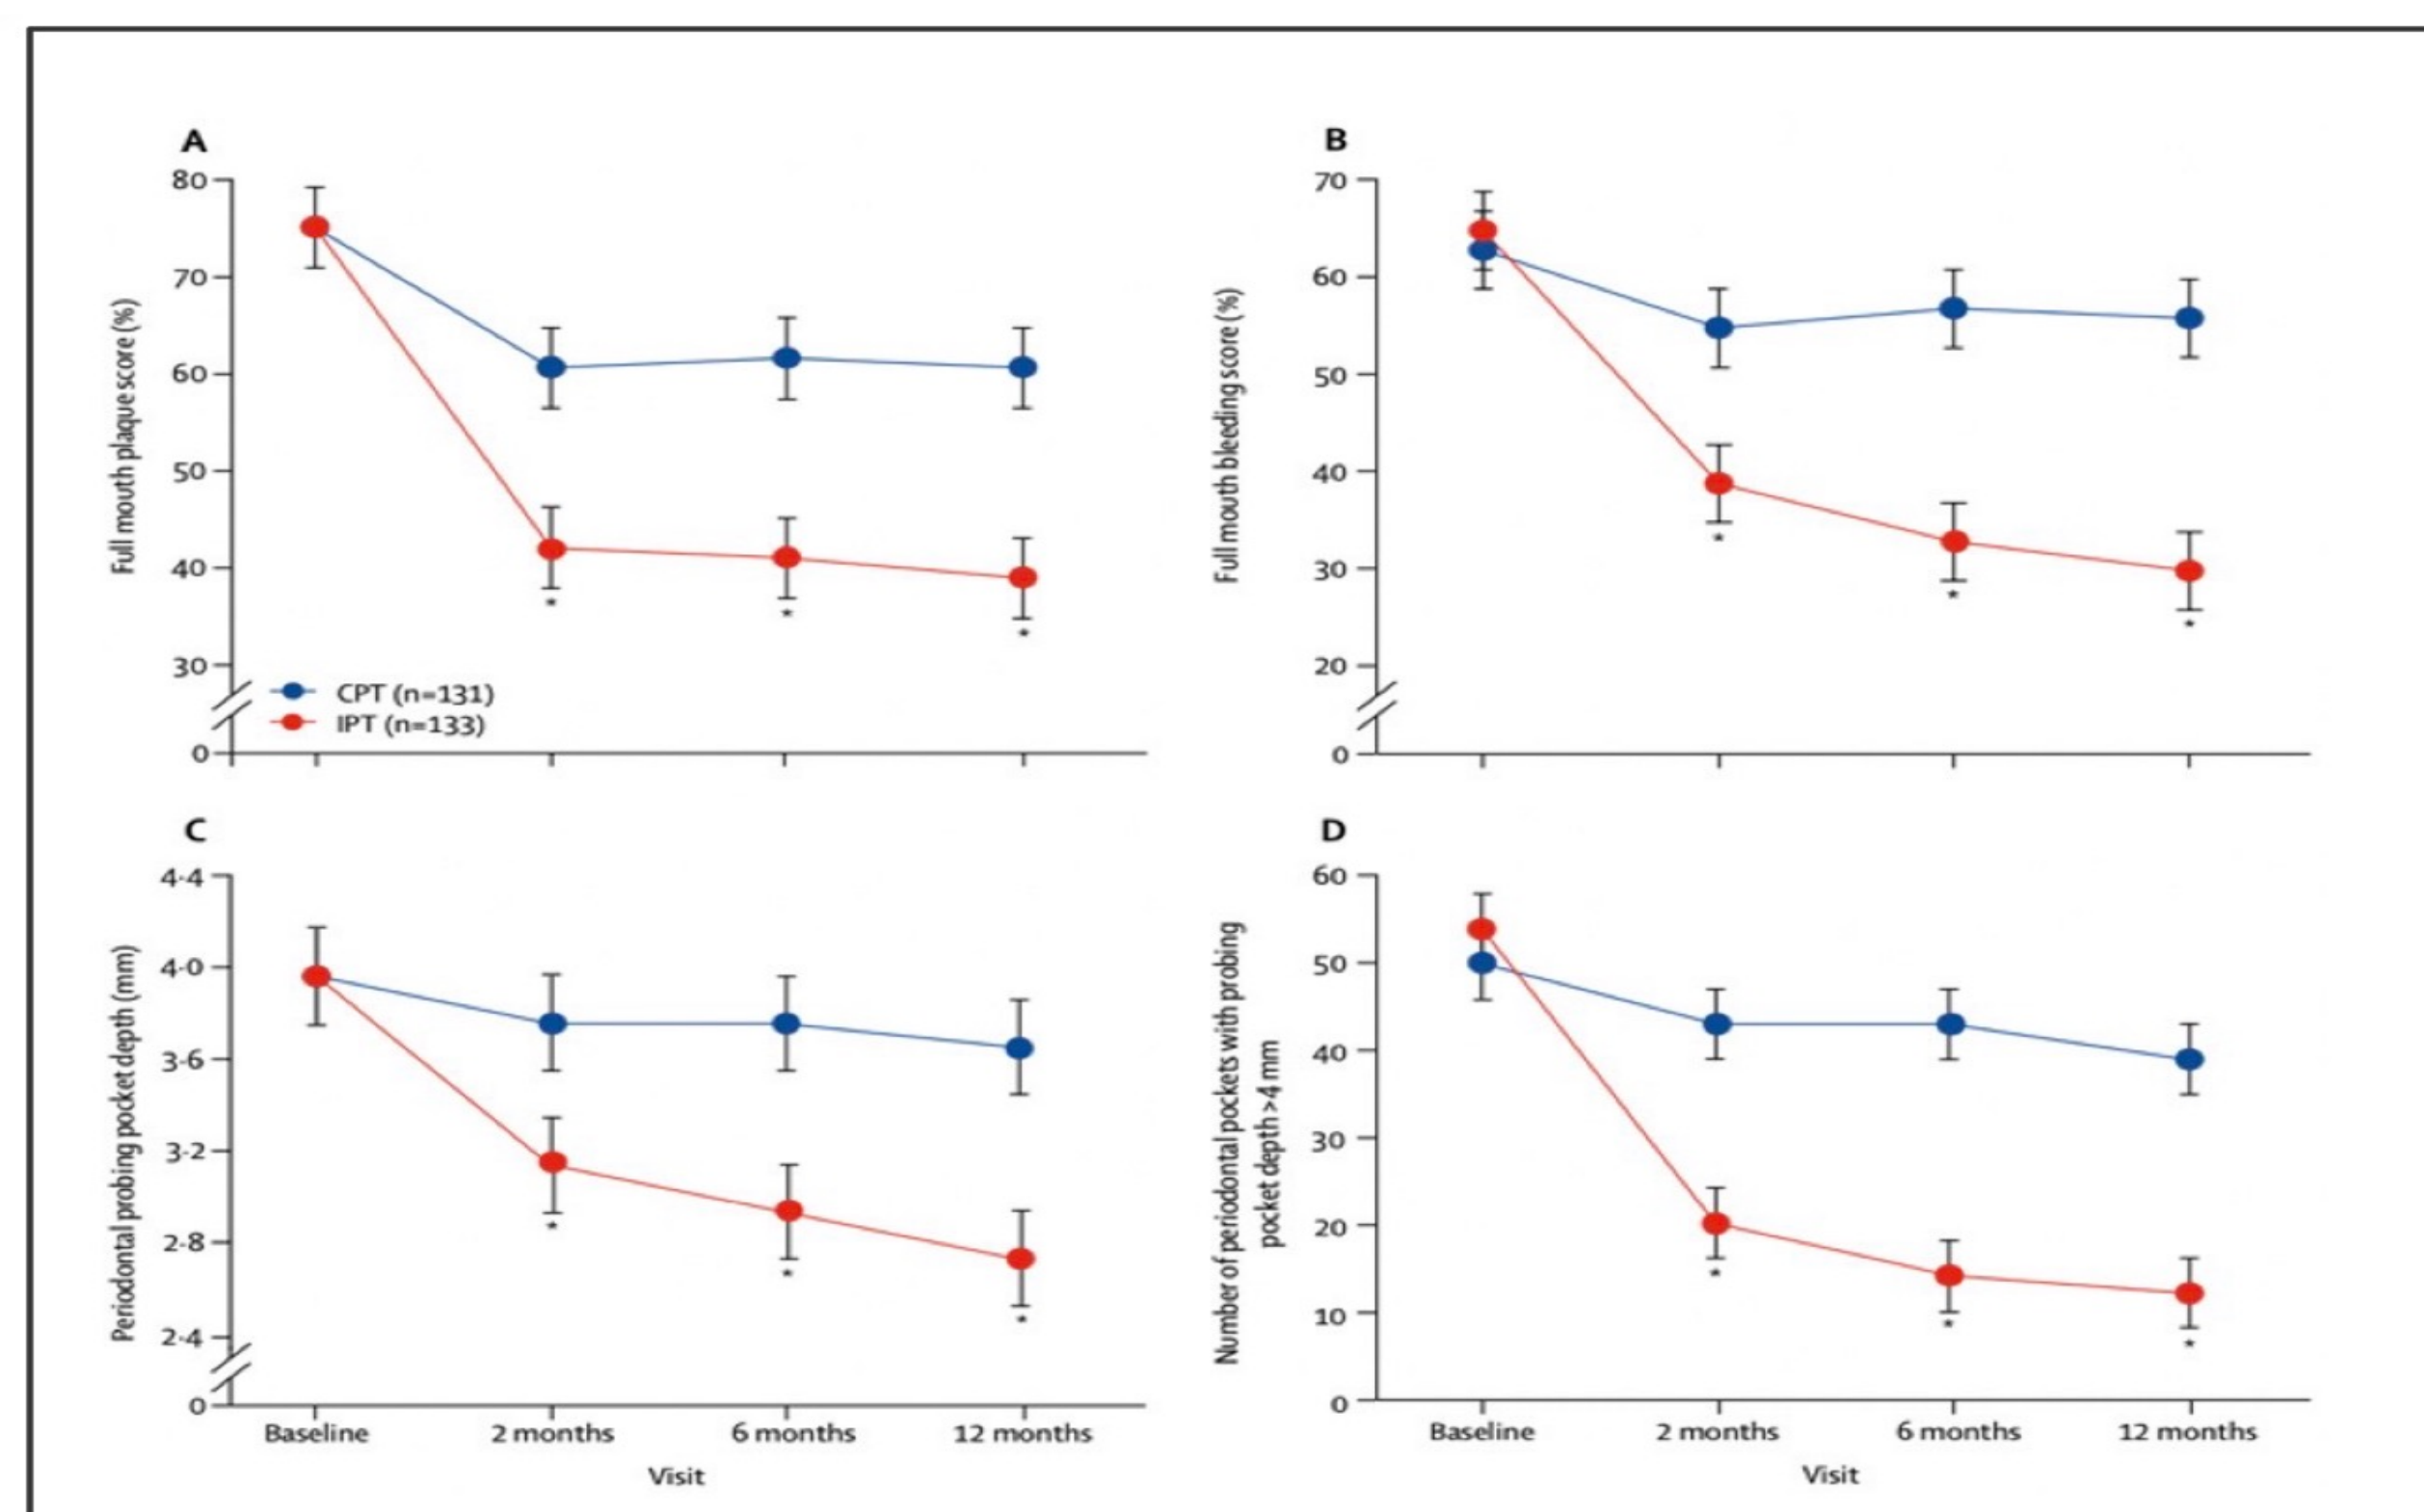 A
80
70
60
50
40
30
0
Full mouth plaque score (%)
CPT (n=131)
IPT (n=133)
*
*
*
B
70
60
50
40
30
20
0
Full mouth bleeding score (%)
*
*
*
C
4·4
4·0
3·6
3·2
2·8
2·4
0
Periodontal probing pocket depth (mm)
*
*
*
Baseline
2 months
6 months
12 months
Visit
D
60
50
40
30
20
10
0
Number of periodontal pockets with probing
pocket depth >4 mm
*
*
*
Baseline
2 months
6 months
12 months
Visit